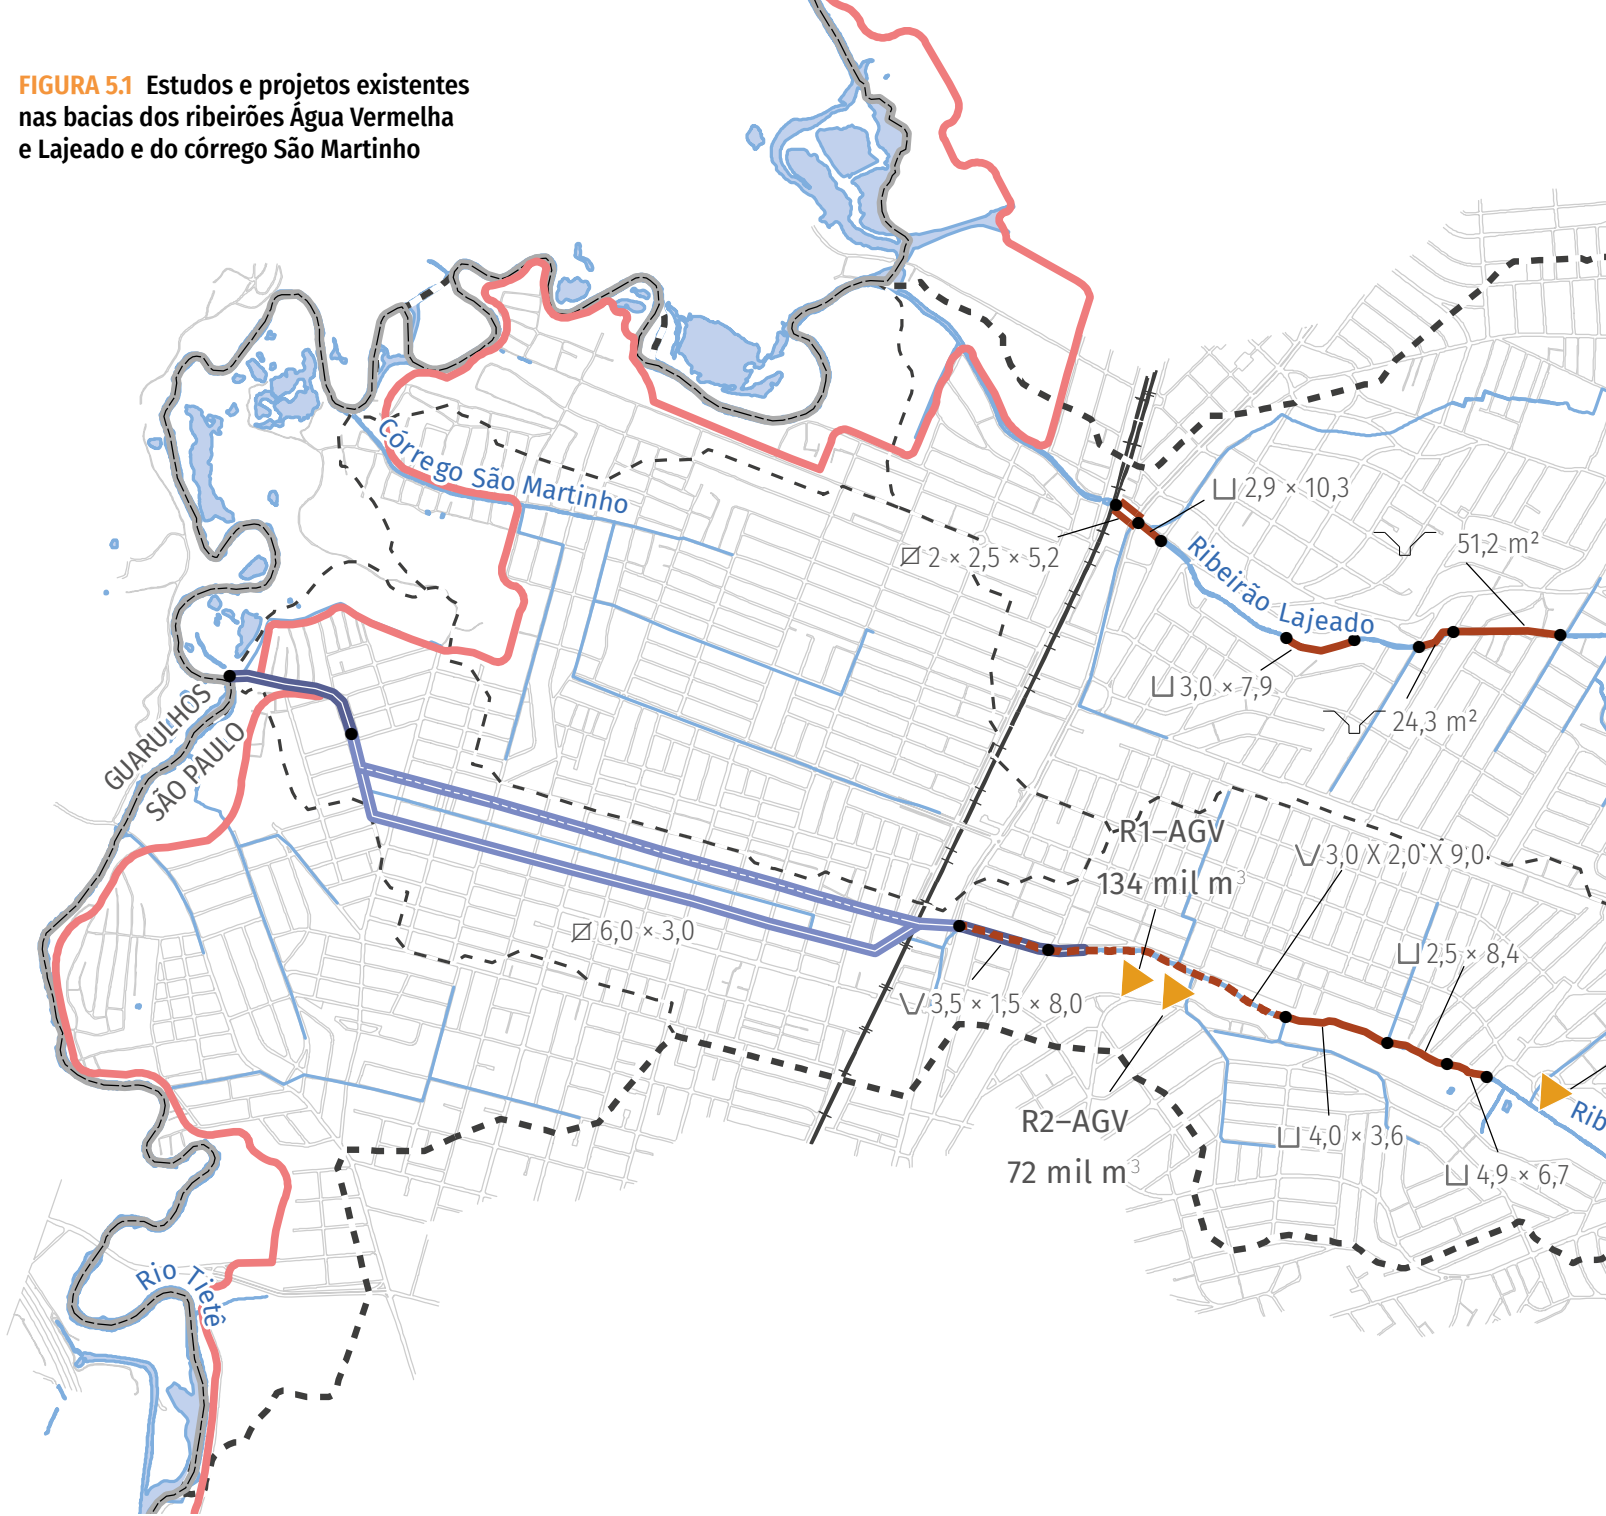 FIGURA 5.1 Estudos e projetos existentes
nas bacias dos ribeirões Água Vermelha
e Lajeado e do córrego São Martinho
Córrego São Martinho
2,9 × 10,3
2 × 2,5 × 5,2
51,2 m²
Ribeirão Lajeado
3,0 × 7,9
24,3 m²
GUARULHOS
SÃO PAULO
R1–AGV
134 mil m³
3,0 X 2,0 X 9,0
6,0 × 3,0
2,5 × 8,4
3,5 × 1,5 × 8,0
R2–AGV
72 mil m³
4,0 × 3,6
4,9 × 6,7
Rib
Rio Tietê